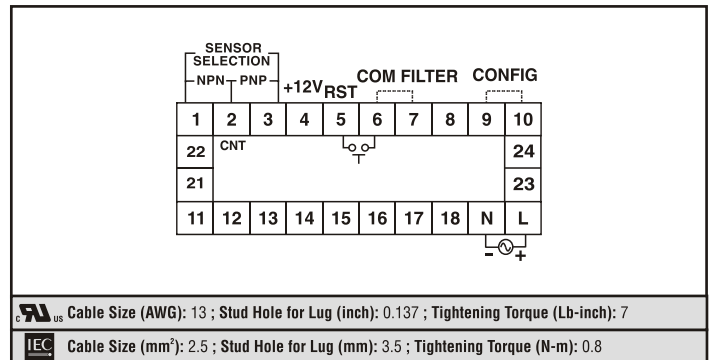 SENSOR
SELECTION
NPN PNP +12V RST COM FILTER CONFIG
1 2 3 4 5 6 7 8 9 10
22 CNT 24
21 23
11 12 13 14 15 16 17 18 N L
- +
c RU US Cable Size (AWG): 13 ; Stud Hole for Lug (inch): 0.137 ; Tightening Torque (Lb-inch): 7
IEC Cable Size (mm²): 2.5 ; Stud Hole for Lug (mm): 3.5 ; Tightening Torque (N-m): 0.8